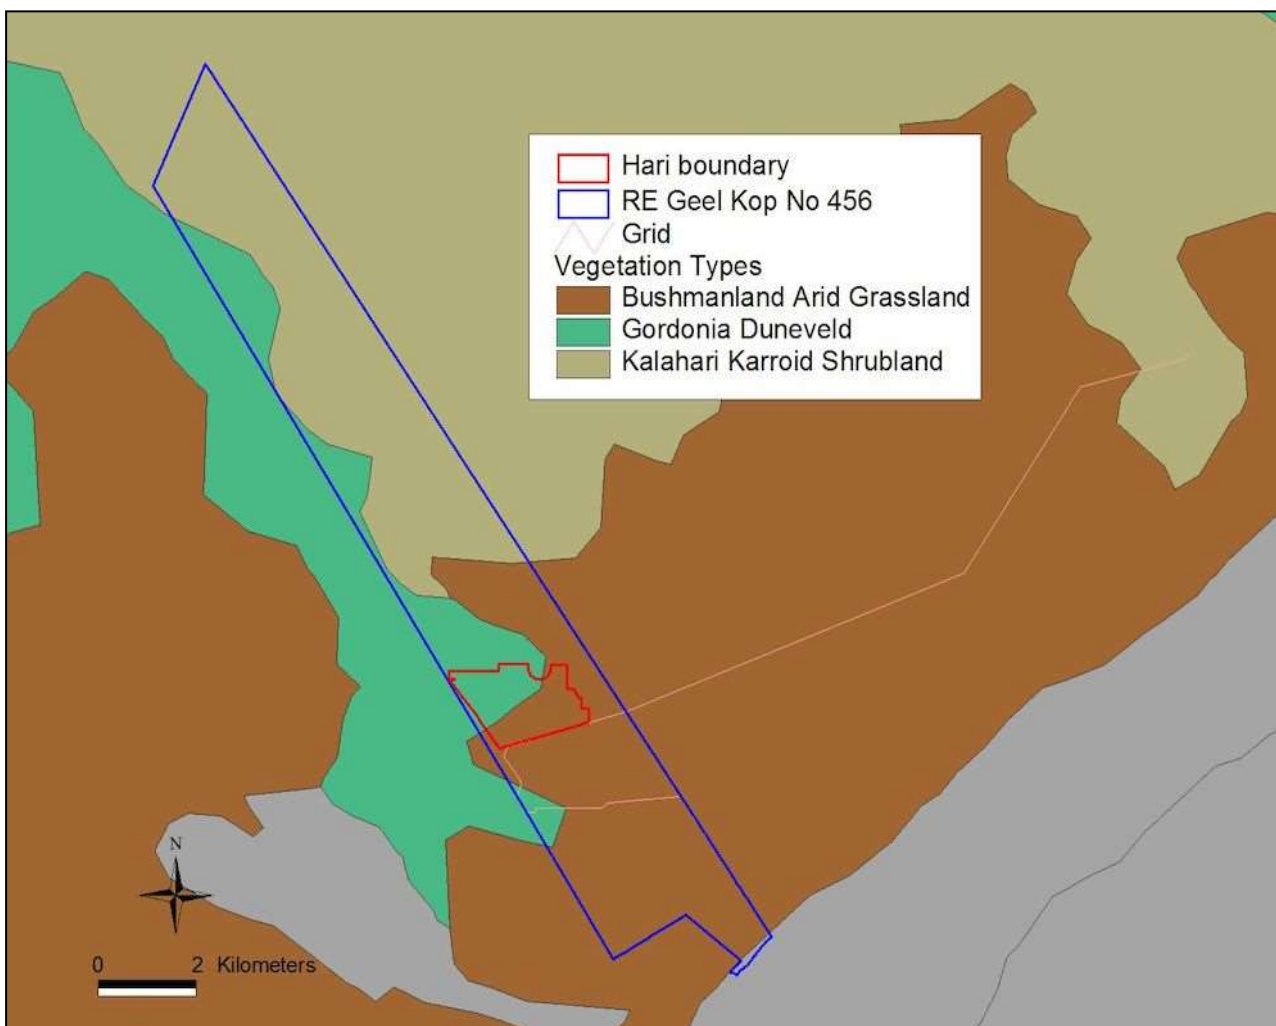 Hari boundary
RE Geel Kop No 456
Grid
Vegetation Types
Bushmanland Arid Grassland
Gordonia Duneveld
Kalahari Karroid Shrubland
N
0 2 Kilometers